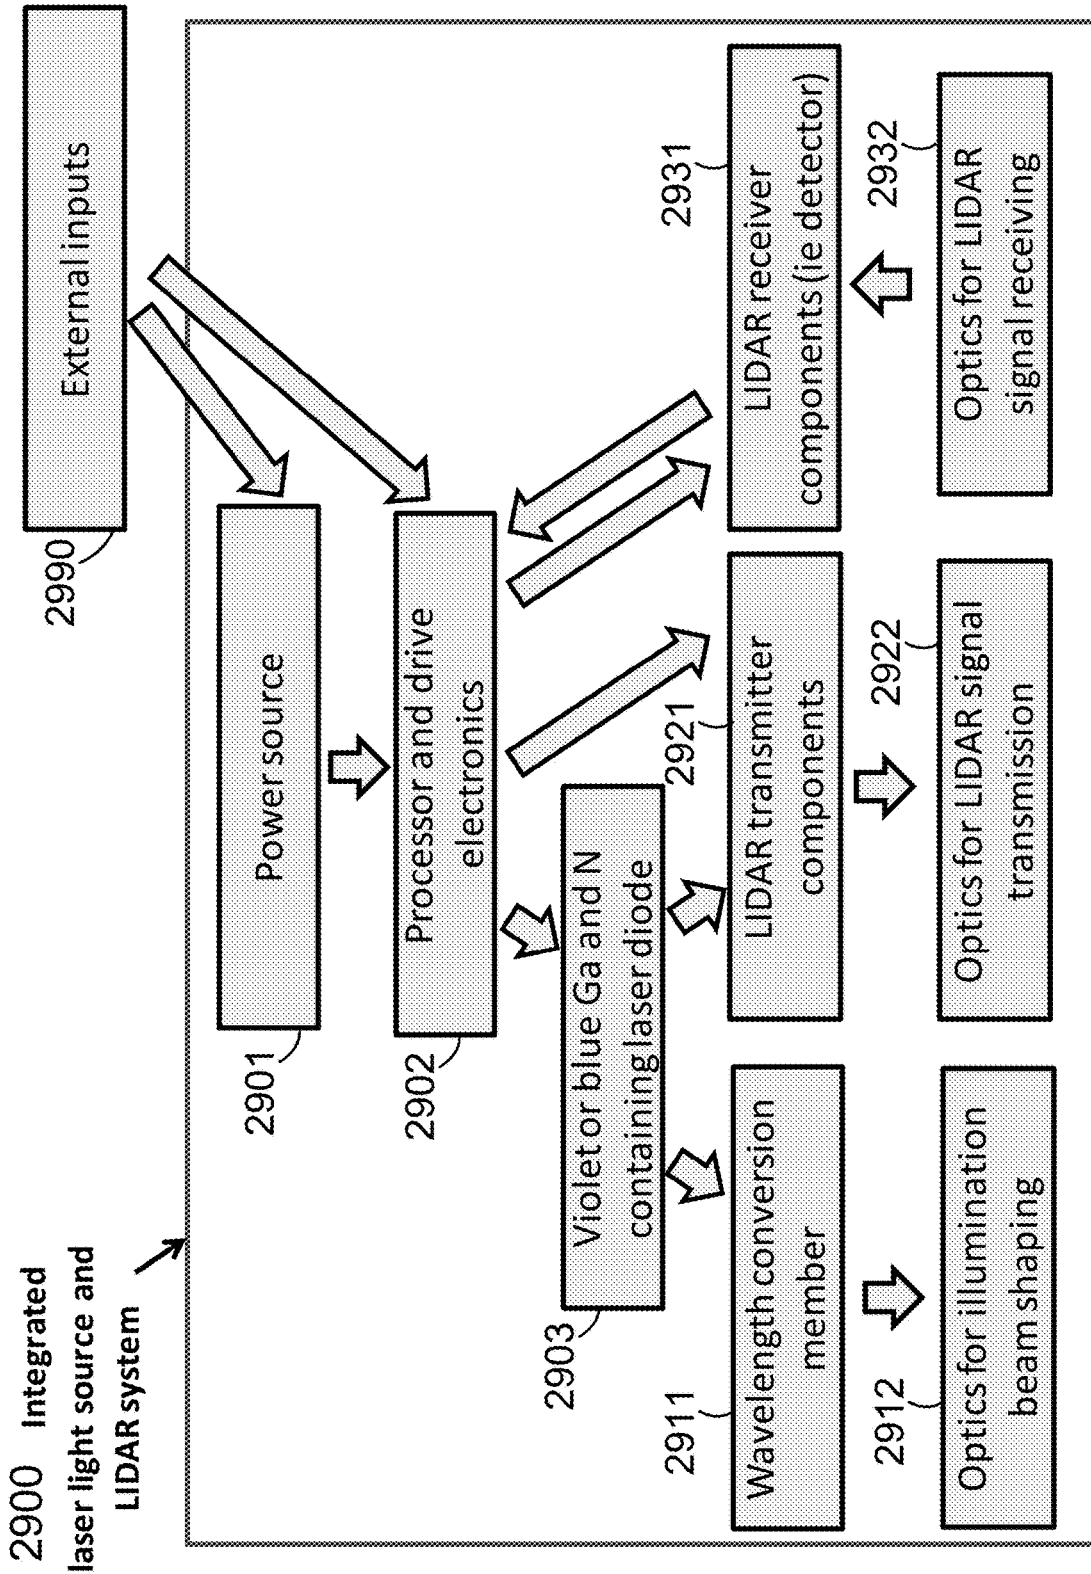 2900 Integrated
laser light source and
LIDAR system
External inputs
2990
Power source
2901
Processor and drive
electronics
2902
Violet or blue Ga and N
containing laser diode
2903
Wavelength conversion
member
2911
LIDAR transmitter
components
2921
LIDAR receiver
components (ie detector)
2931
Optics for illumination
beam shaping
2912
Optics for LIDAR signal
transmission
2922
Optics for LIDAR
signal receiving
2932